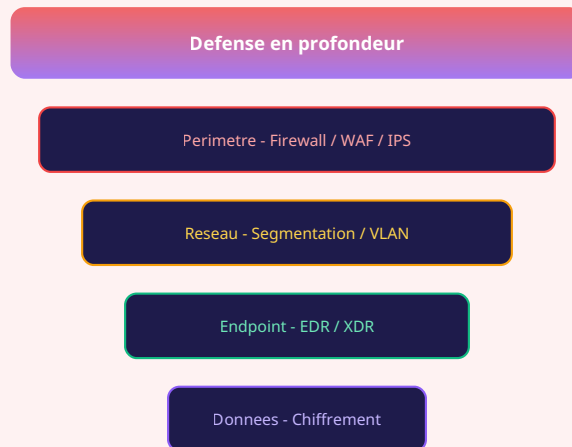 Defense en profondeur
Perimetre - Firewall / WAF / IPS
Reseau - Segmentation / VLAN
Endpoint - EDR / XDR
Donnees - Chiffrement